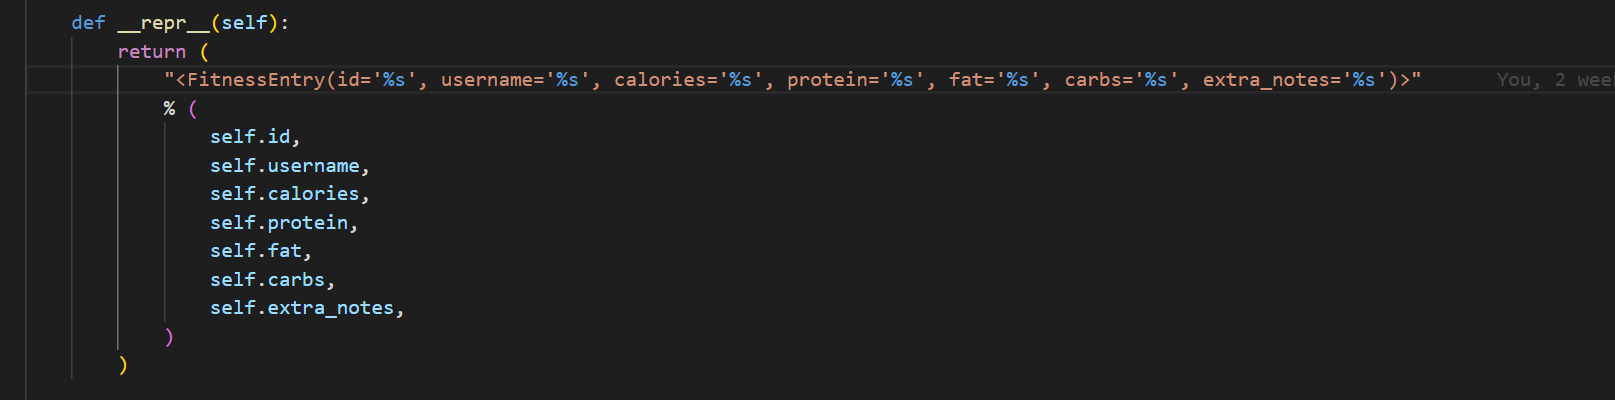 def __repr__(self):
return (
"<FitnessEntry(id='%s', username='%s', calories='%s', protein='%s', fat='%s', carbs='%s', extra_notes='%s')>" You, 2
% (
self.id,
self.username,
self.calories,
self.protein,
self.fat,
self.carbs,
self.extra_notes,
)
)